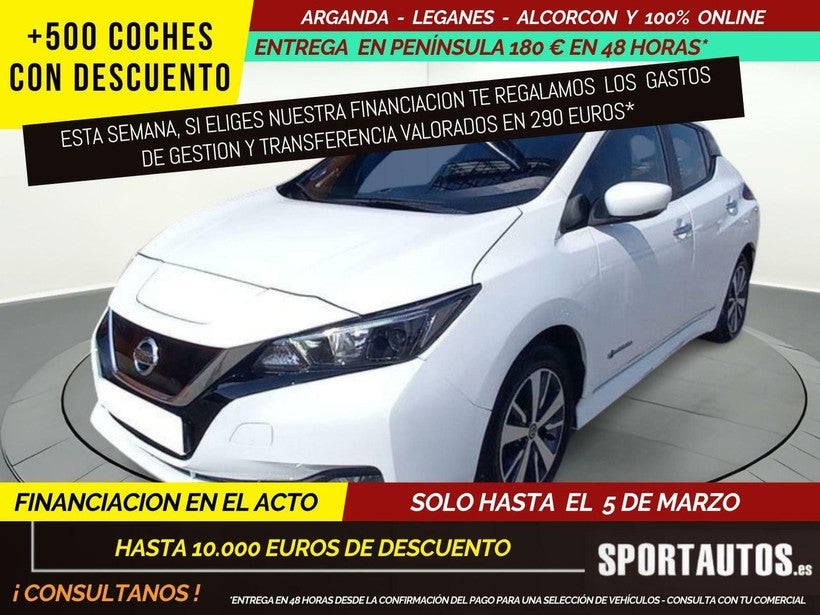 +500 COCHES
CON DESCUENTO
ARGANDA - LEGANES - ALCORCON Y 100% ONLINE
ENTREGA EN PENÍNSULA 180 € EN 48 HORAS*
ESTA SEMANA, SI ELIGES NUESTRA FINANCIACION TE REGALAMOS LOS GASTOS
DE GESTION Y TRANSFERENCIA VALORADOS EN 290 EUROS*
NISSAN
FINANCIACION EN EL ACTO
SOLO HASTA EL 5 DE MARZO
HASTA 10.000 EUROS DE DESCUENTO
SPORTAUTOS.es
¡ CONSULTANOS !
*ENTREGA EN 48 HORAS DESDE LA CONFIRMACIÓN DEL PAGO PARA UNA SELECCIÓN DE VEHÍCULOS - CONSULTA CON TU COMERCIAL